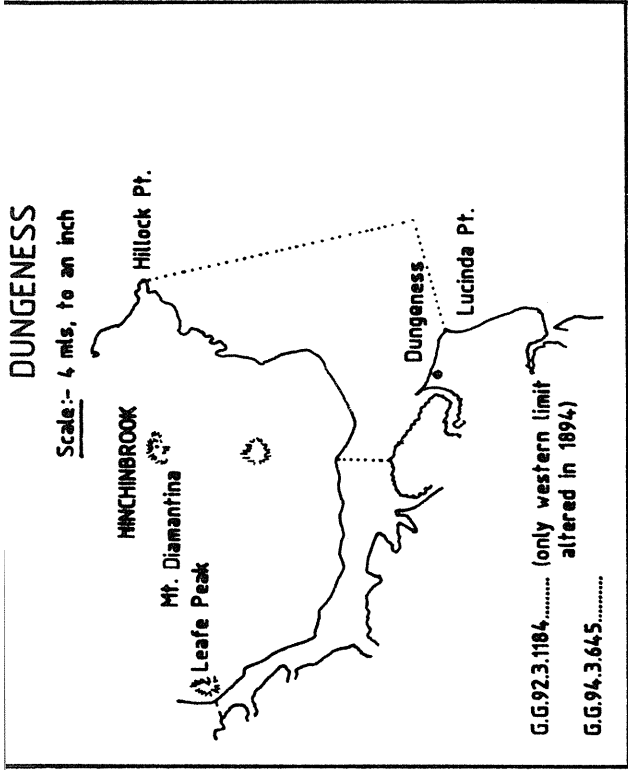 DUNGENESS
Scale:- 4 mls, to an inch
Hillock Pt.
HINCHINBROOK
Mt. Diamantina
Leafe Peak
Dungeness
Lucinda Pt.
G.G.92.3.1184......... (only western limit
altered in 1894)
G.G.94.3.645..........